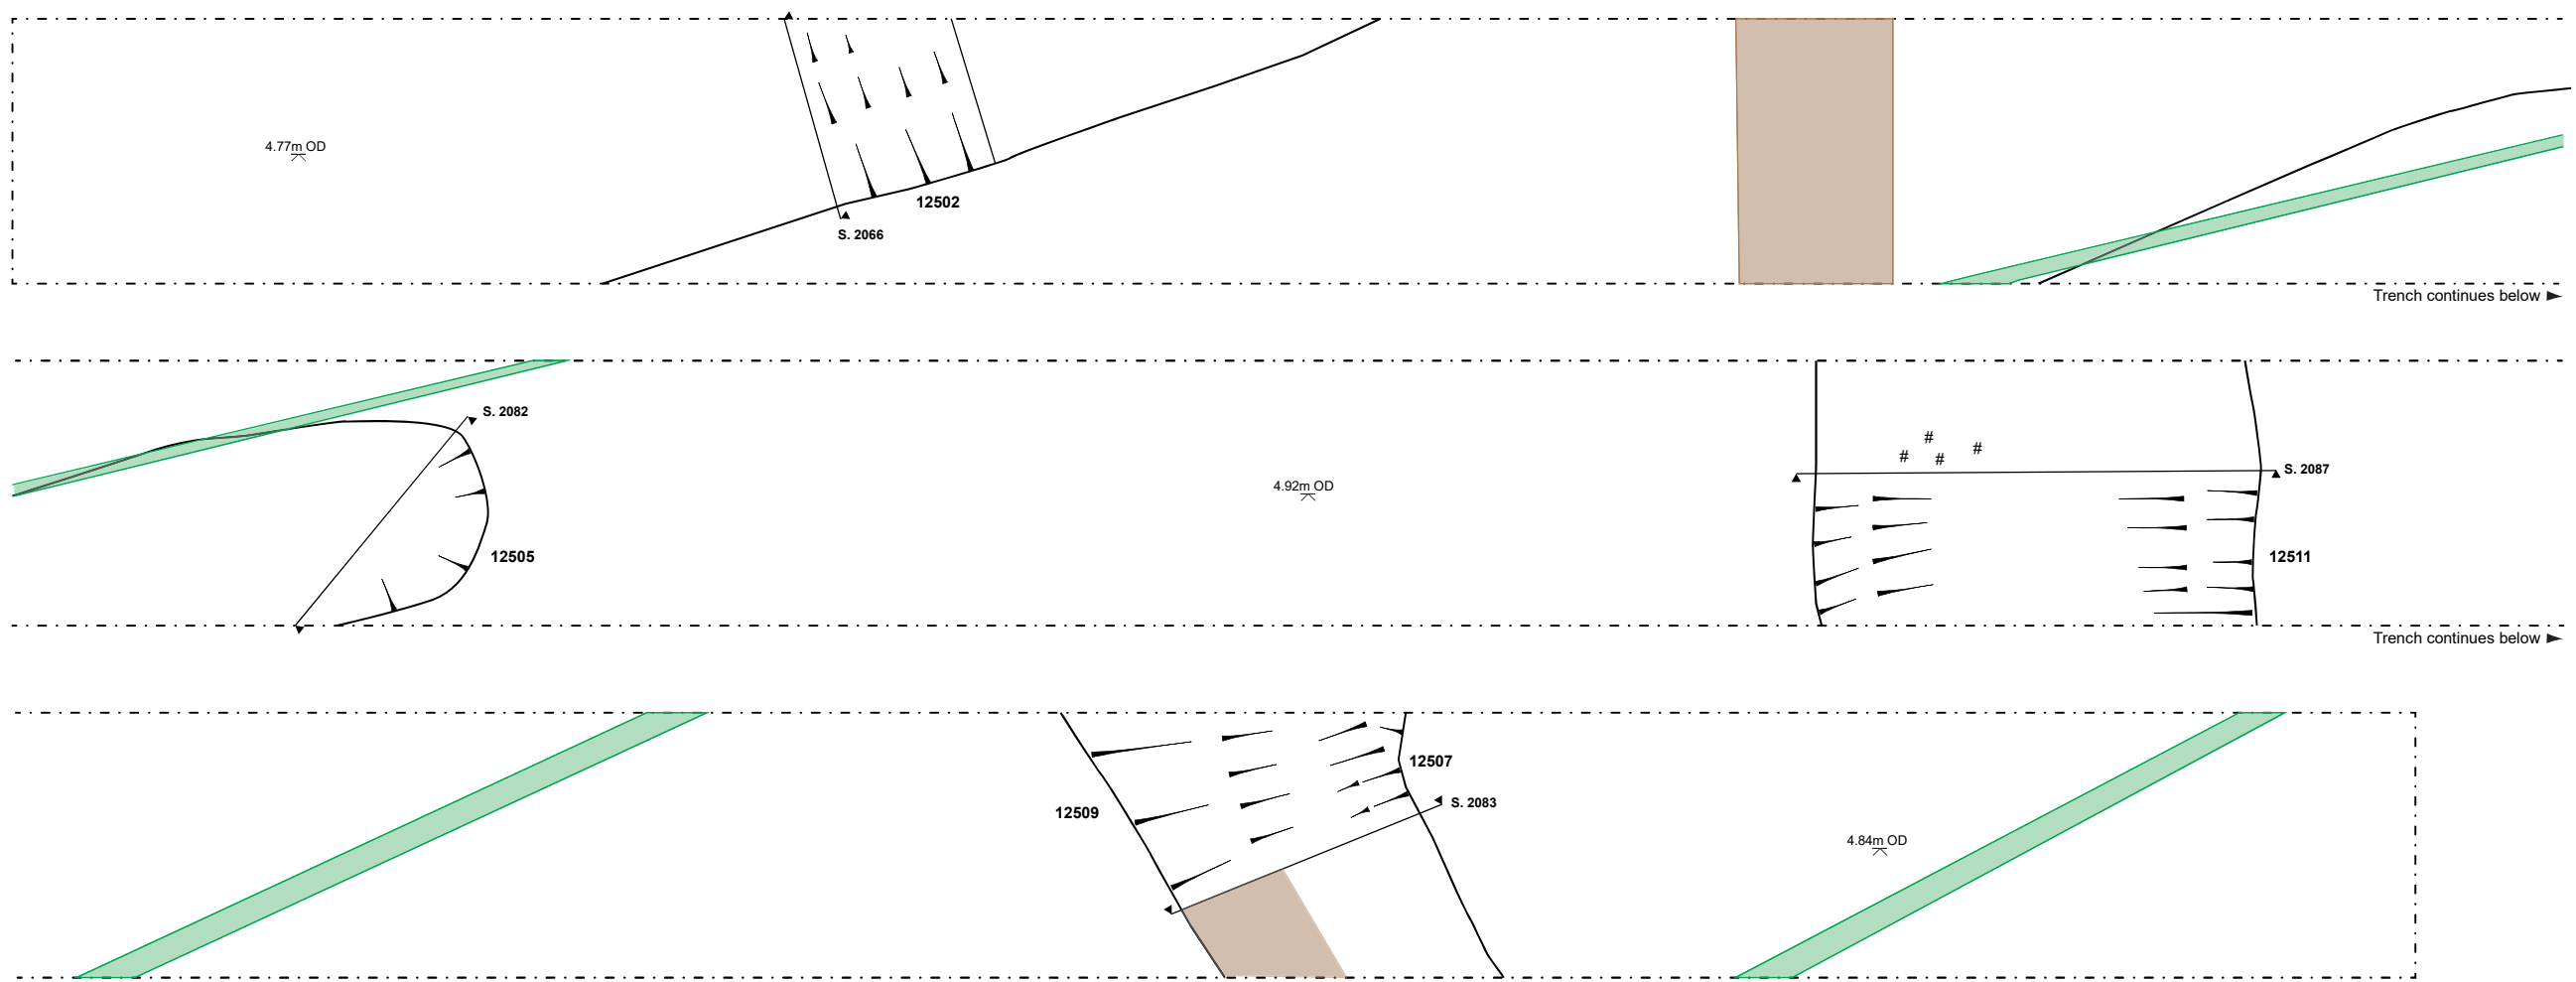 4.77m OD
12502
S. 2066
Trench continues below ►
S. 2082
12505
4.92m OD
# # # #
S. 2087
12511
Trench continues below ►
12509
12507
S. 2083
4.84m OD